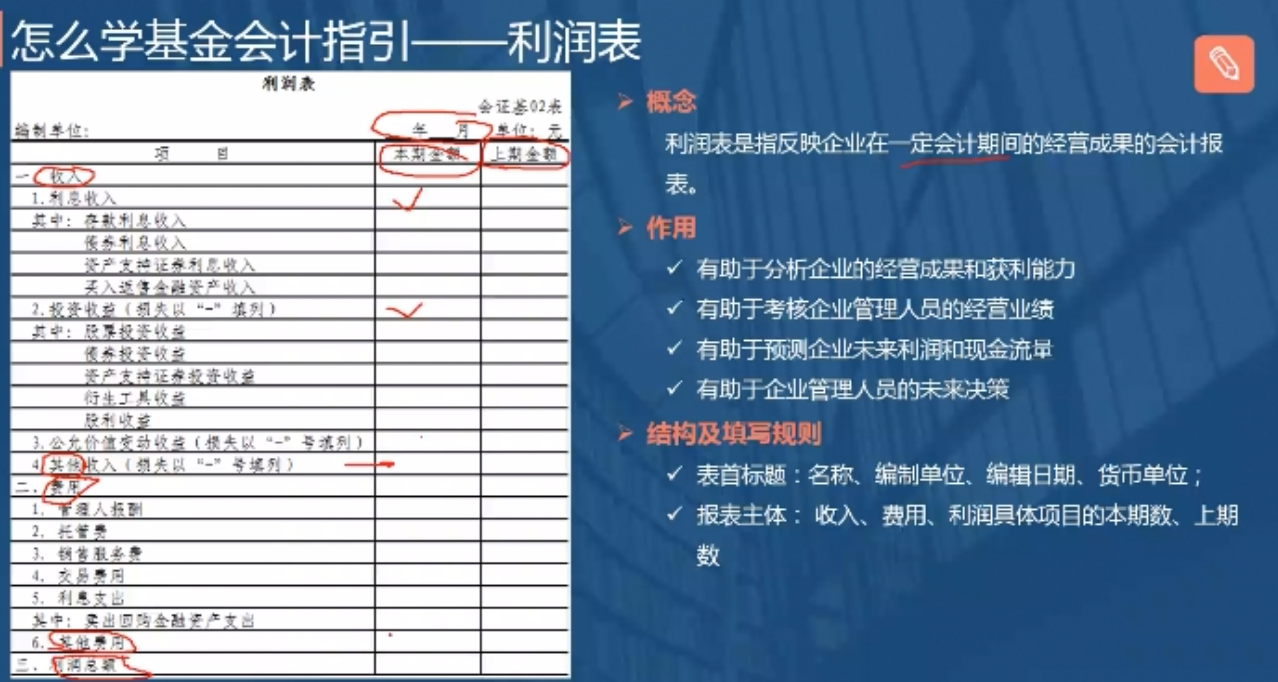 怎么学基金会计指引——利润表
利润表
会证基02表
编制单位: 年 月 单位:元
项 目 本期金额 上期金额
一 收入
1.利息收入
其中:存款利息收入
债券利息收入
资产支持证券利息收入
买入返售金融资产收入
2.投资收益(损失以“-”填列)
其中:股票投资收益
债券投资收益
资产支持证券投资收益
衍生工具收益
股利收益
3.公允价值变动收益(损失以“-”号填列)
4.其他收入(损失以“-”号填列)
二.费用
1.管理人报酬
2.托管费
3.销售服务费
4.交易费用
5.利息支出
其中:卖出回购金融资产支出
6.其他费用
三.利润总额
概念
利润表是指反映企业在一定会计期间的经营成果的会计报
表。
作用
有助于分析企业的经营成果和获利能力
有助于考核企业管理人员的经营业绩
有助于预测企业未来利润和现金流量
有助于企业管理人员的未来决策
结构及填写规则
表首标题:名称、编制单位、编辑日期、货币单位;
报表主体: 收入、费用、利润具体项目的本期数、上期
数